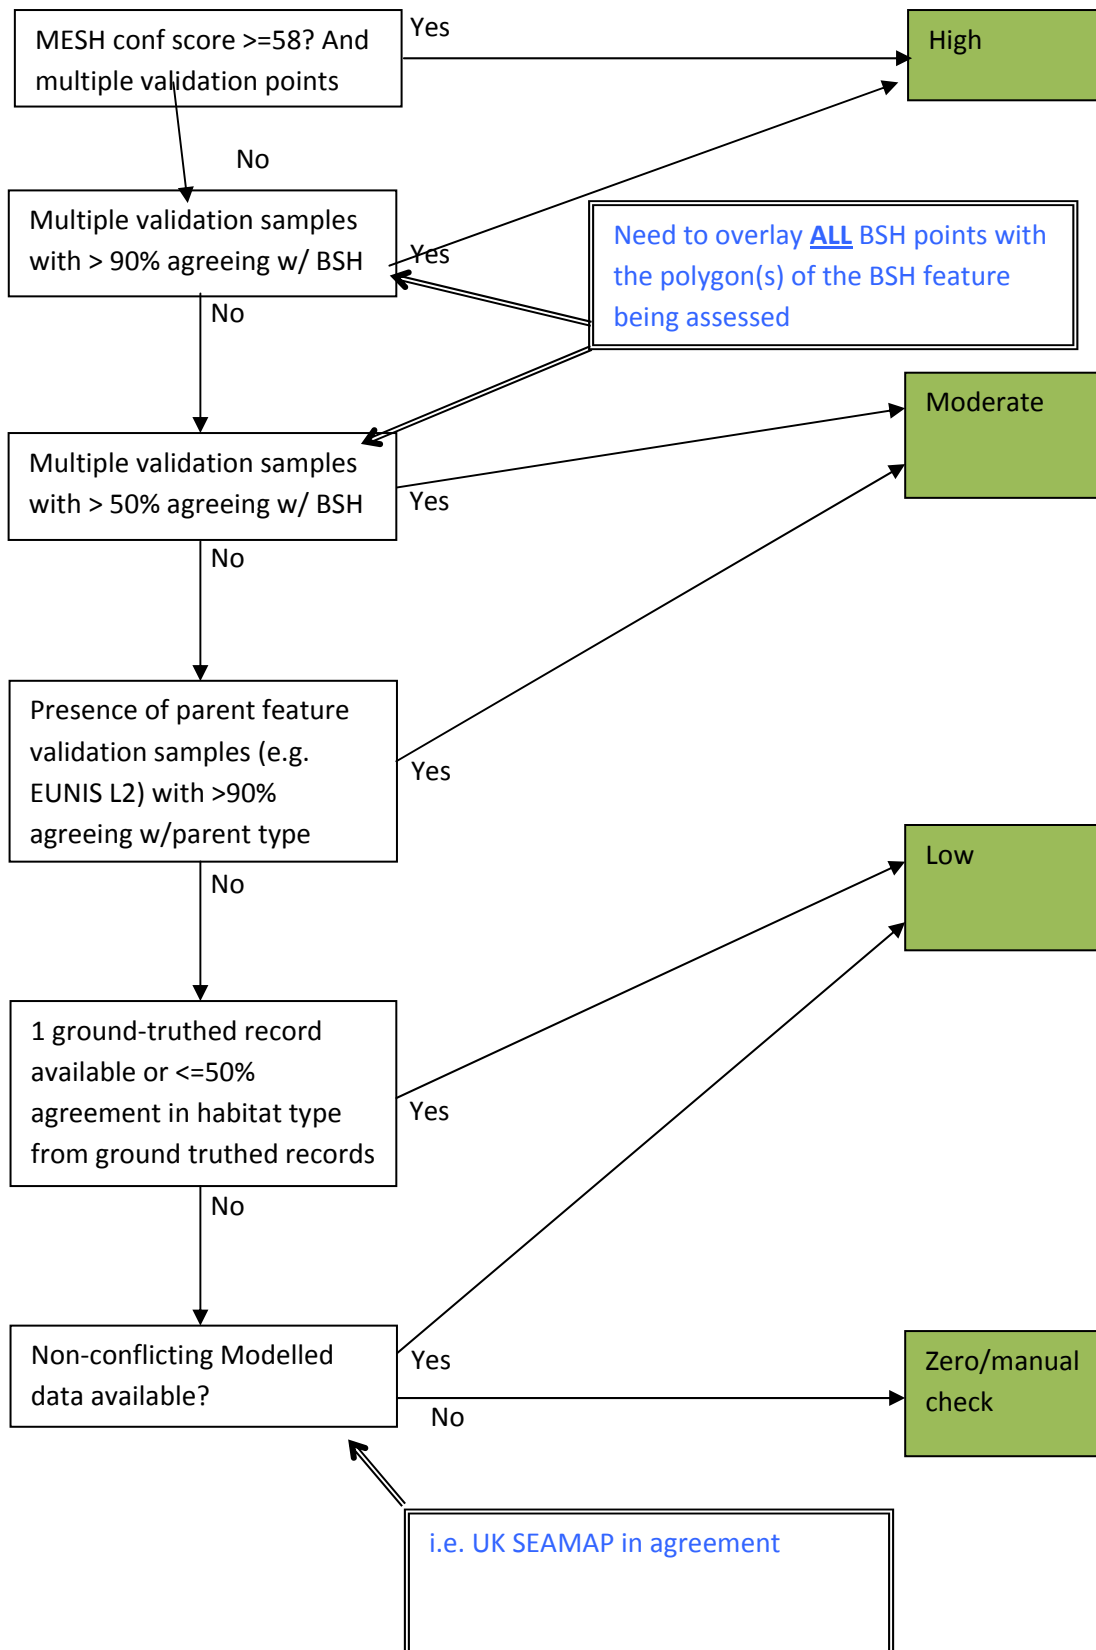 MESH conf score >=58? And
multiple validation points
Yes
High
No
Multiple validation samples
with > 90% agreeing w/ BSH
Yes
Need to overlay ALL BSH points with
the polygon(s) of the BSH feature
being assessed
No
Moderate
Multiple validation samples
with > 50% agreeing w/ BSH
Yes
No
Presence of parent feature
validation samples (e.g.
EUNIS L2) with >90%
agreeing w/parent type
Yes
Low
No
1 ground-truthed record
available or <=50%
agreement in habitat type
from ground truthed records
Yes
No
Non-conflicting Modelled
data available?
Yes
No
Zero/manual
check
i.e. UK SEAMAP in agreement